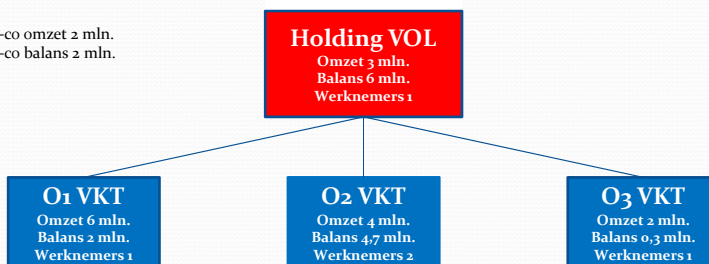 -co omzet 2 mln.
-co balans 2 mln.
Holding VOL
Omzet 3 mln.
Balans 6 mln.
Werknemers 1
O1 VKT
Omzet 6 mln.
Balans 2 mln.
Werknemers 1
O2 VKT
Omzet 4 mln.
Balans 4,7 mln.
Werknemers 2
O3 VKT
Omzet 2 mln.
Balans 0,3 mln.
Werknemers 1